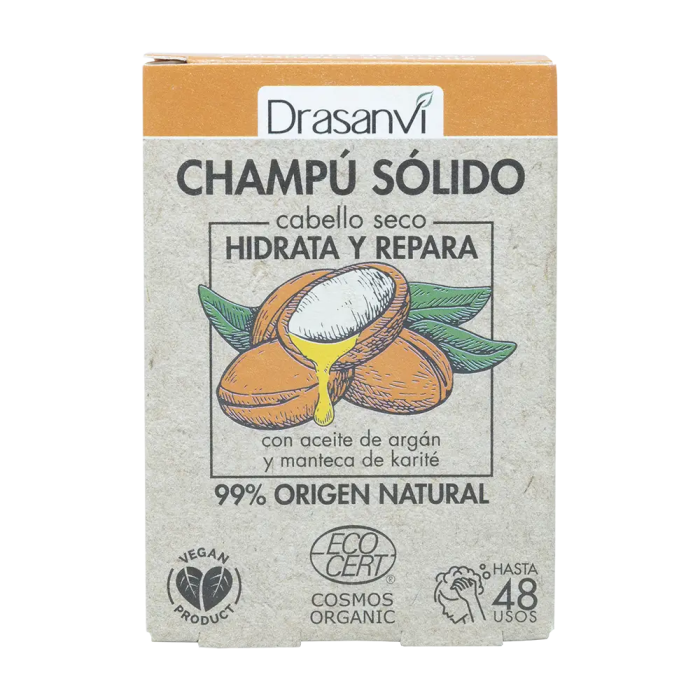 Drasanvi
CHAMPÚ SÓLIDO
cabello seco
HIDRATA Y REPARA
con aceite de argán
y manteca de karité
99% ORIGEN NATURAL
VEGAN
PRODUCT
ECO
CERT
®
COSMOS
ORGANIC
HASTA
48
USOS